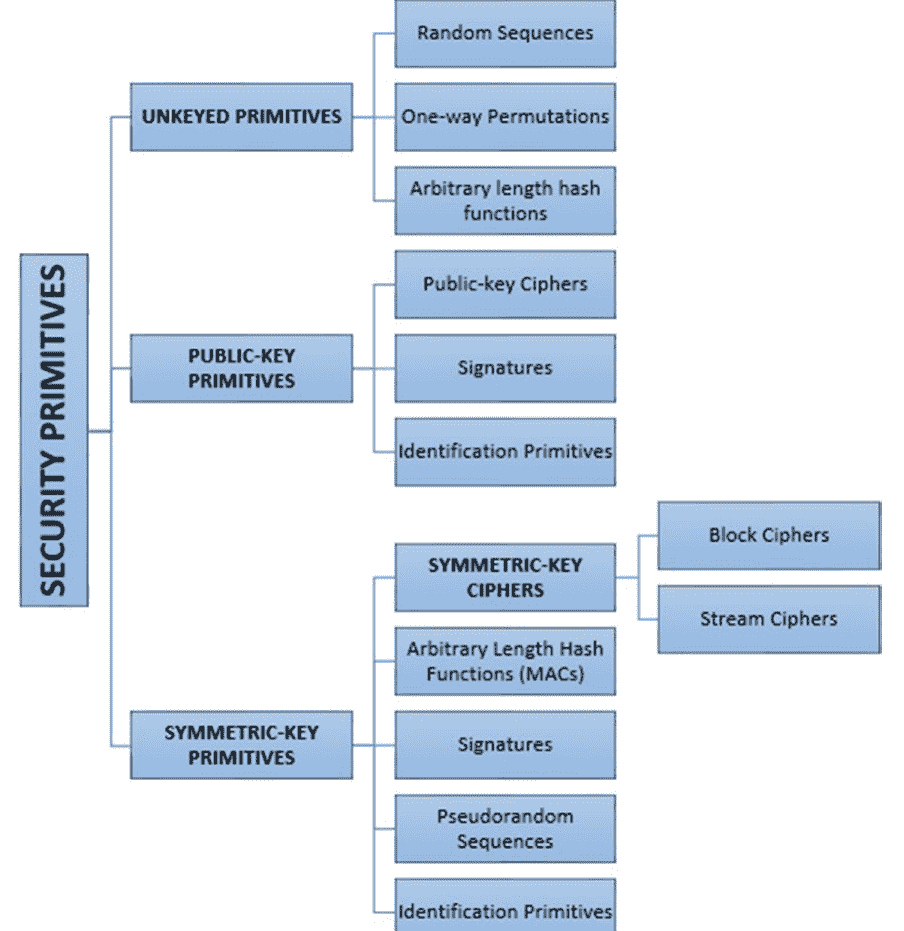 SECURITY PRIMITIVES
UNKEYED PRIMITIVES
Random Sequences
One-way Permutations
Arbitrary length hash
functions
PUBLIC-KEY
PRIMITIVES
Public-key Ciphers
Signatures
Identification Primitives
SYMMETRIC-KEY
PRIMITIVES
SYMMETRIC-KEY
CIPHERS
Block Ciphers
Stream Ciphers
Arbitrary Length Hash
Functions (MACs)
Signatures
Pseudorandom
Sequences
Identification Primitives